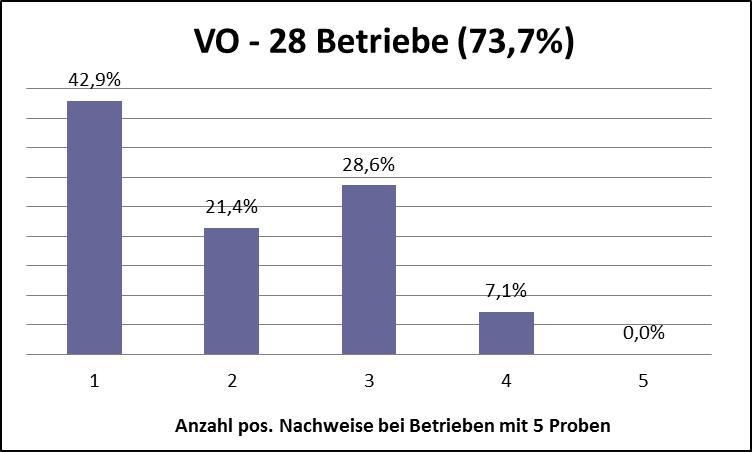 VO - 28 Betriebe (73,7%)
42,9%
21,4%
28,6%
7,1%
0,0%
1 2 3 4 5
Anzahl pos. Nachweise bei Betrieben mit 5 Proben